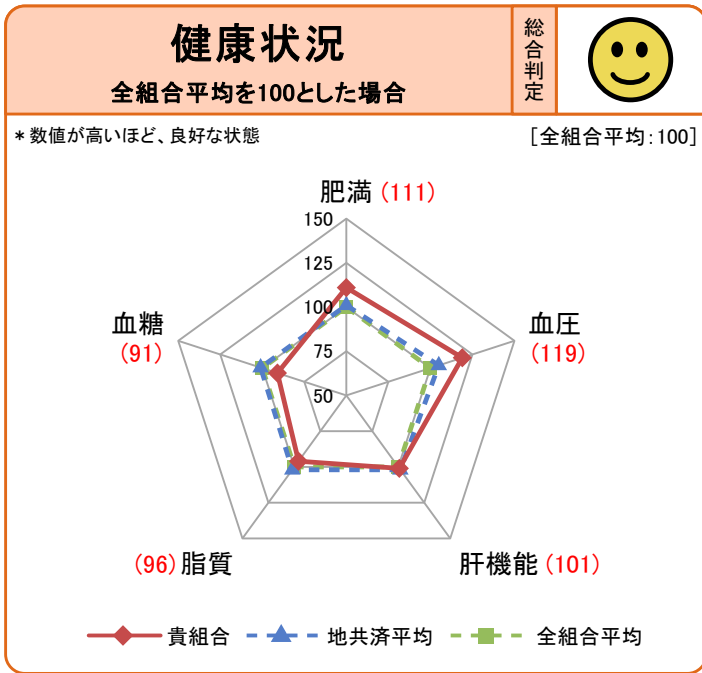 健康状況
全組合平均を100とした場合
総合判定
＊数値が高いほど、良好な状態
［全組合平均：100］
肥満 (111)
150
125
100
75
50
血糖
(91)
血圧
(119)
(96) 脂質
肝機能 (101)
貴組合 地共済平均 全組合平均